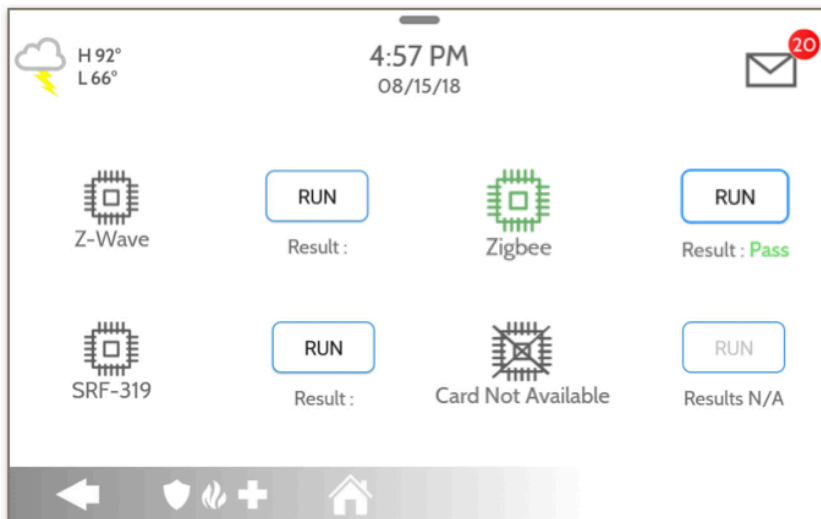 H 92°
L 66°
4:57 PM
08/15/18
20
Z-Wave
RUN
Result :
Zigbee
RUN
Result : Pass
SRF-319
RUN
Result :
Card Not Available
RUN
Results N/A